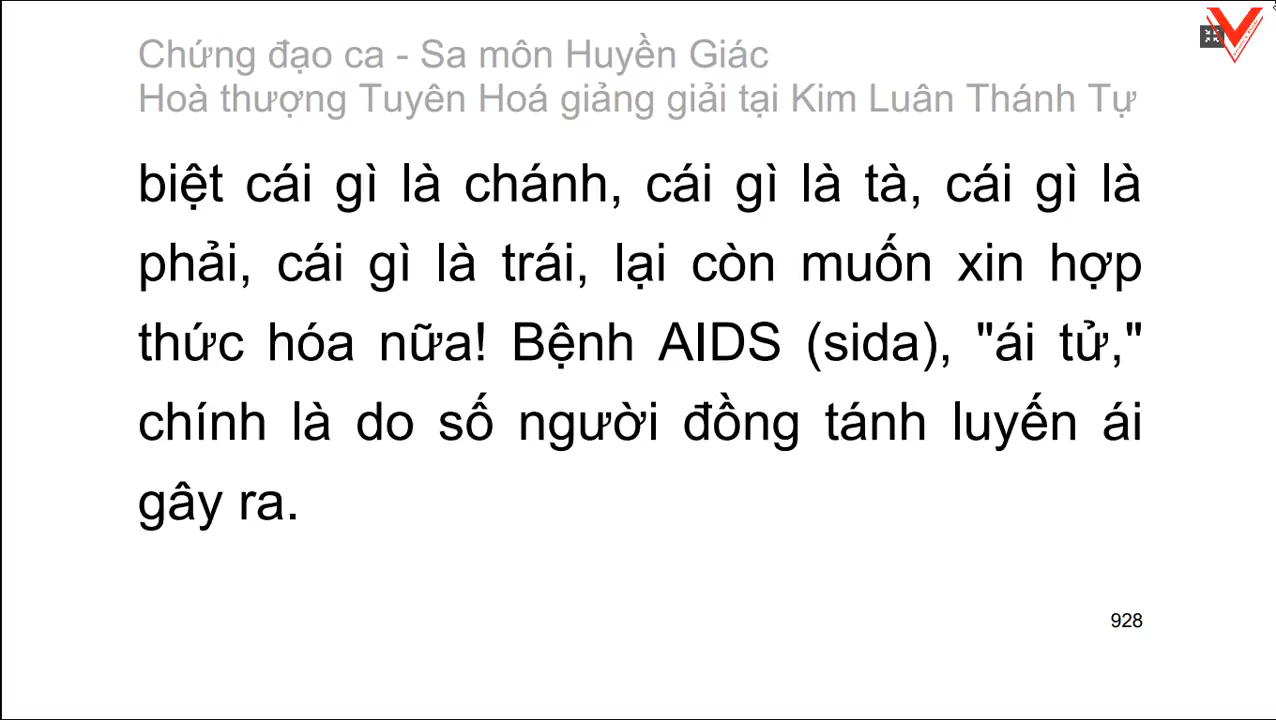 Chứng đạo ca - Sa môn Huyền Giác
Hoà thượng Tuyên Hoá giảng giải tại Kim Luân Thánh Tự
biệt cái gì là chánh, cái gì là tà, cái gì là
phải, cái gì là trái, lại còn muốn xin hợp
thức hóa nữa! Bệnh AIDS (sida), "ái tử,"
chính là do số người đồng tánh luyến ái
gây ra.
928